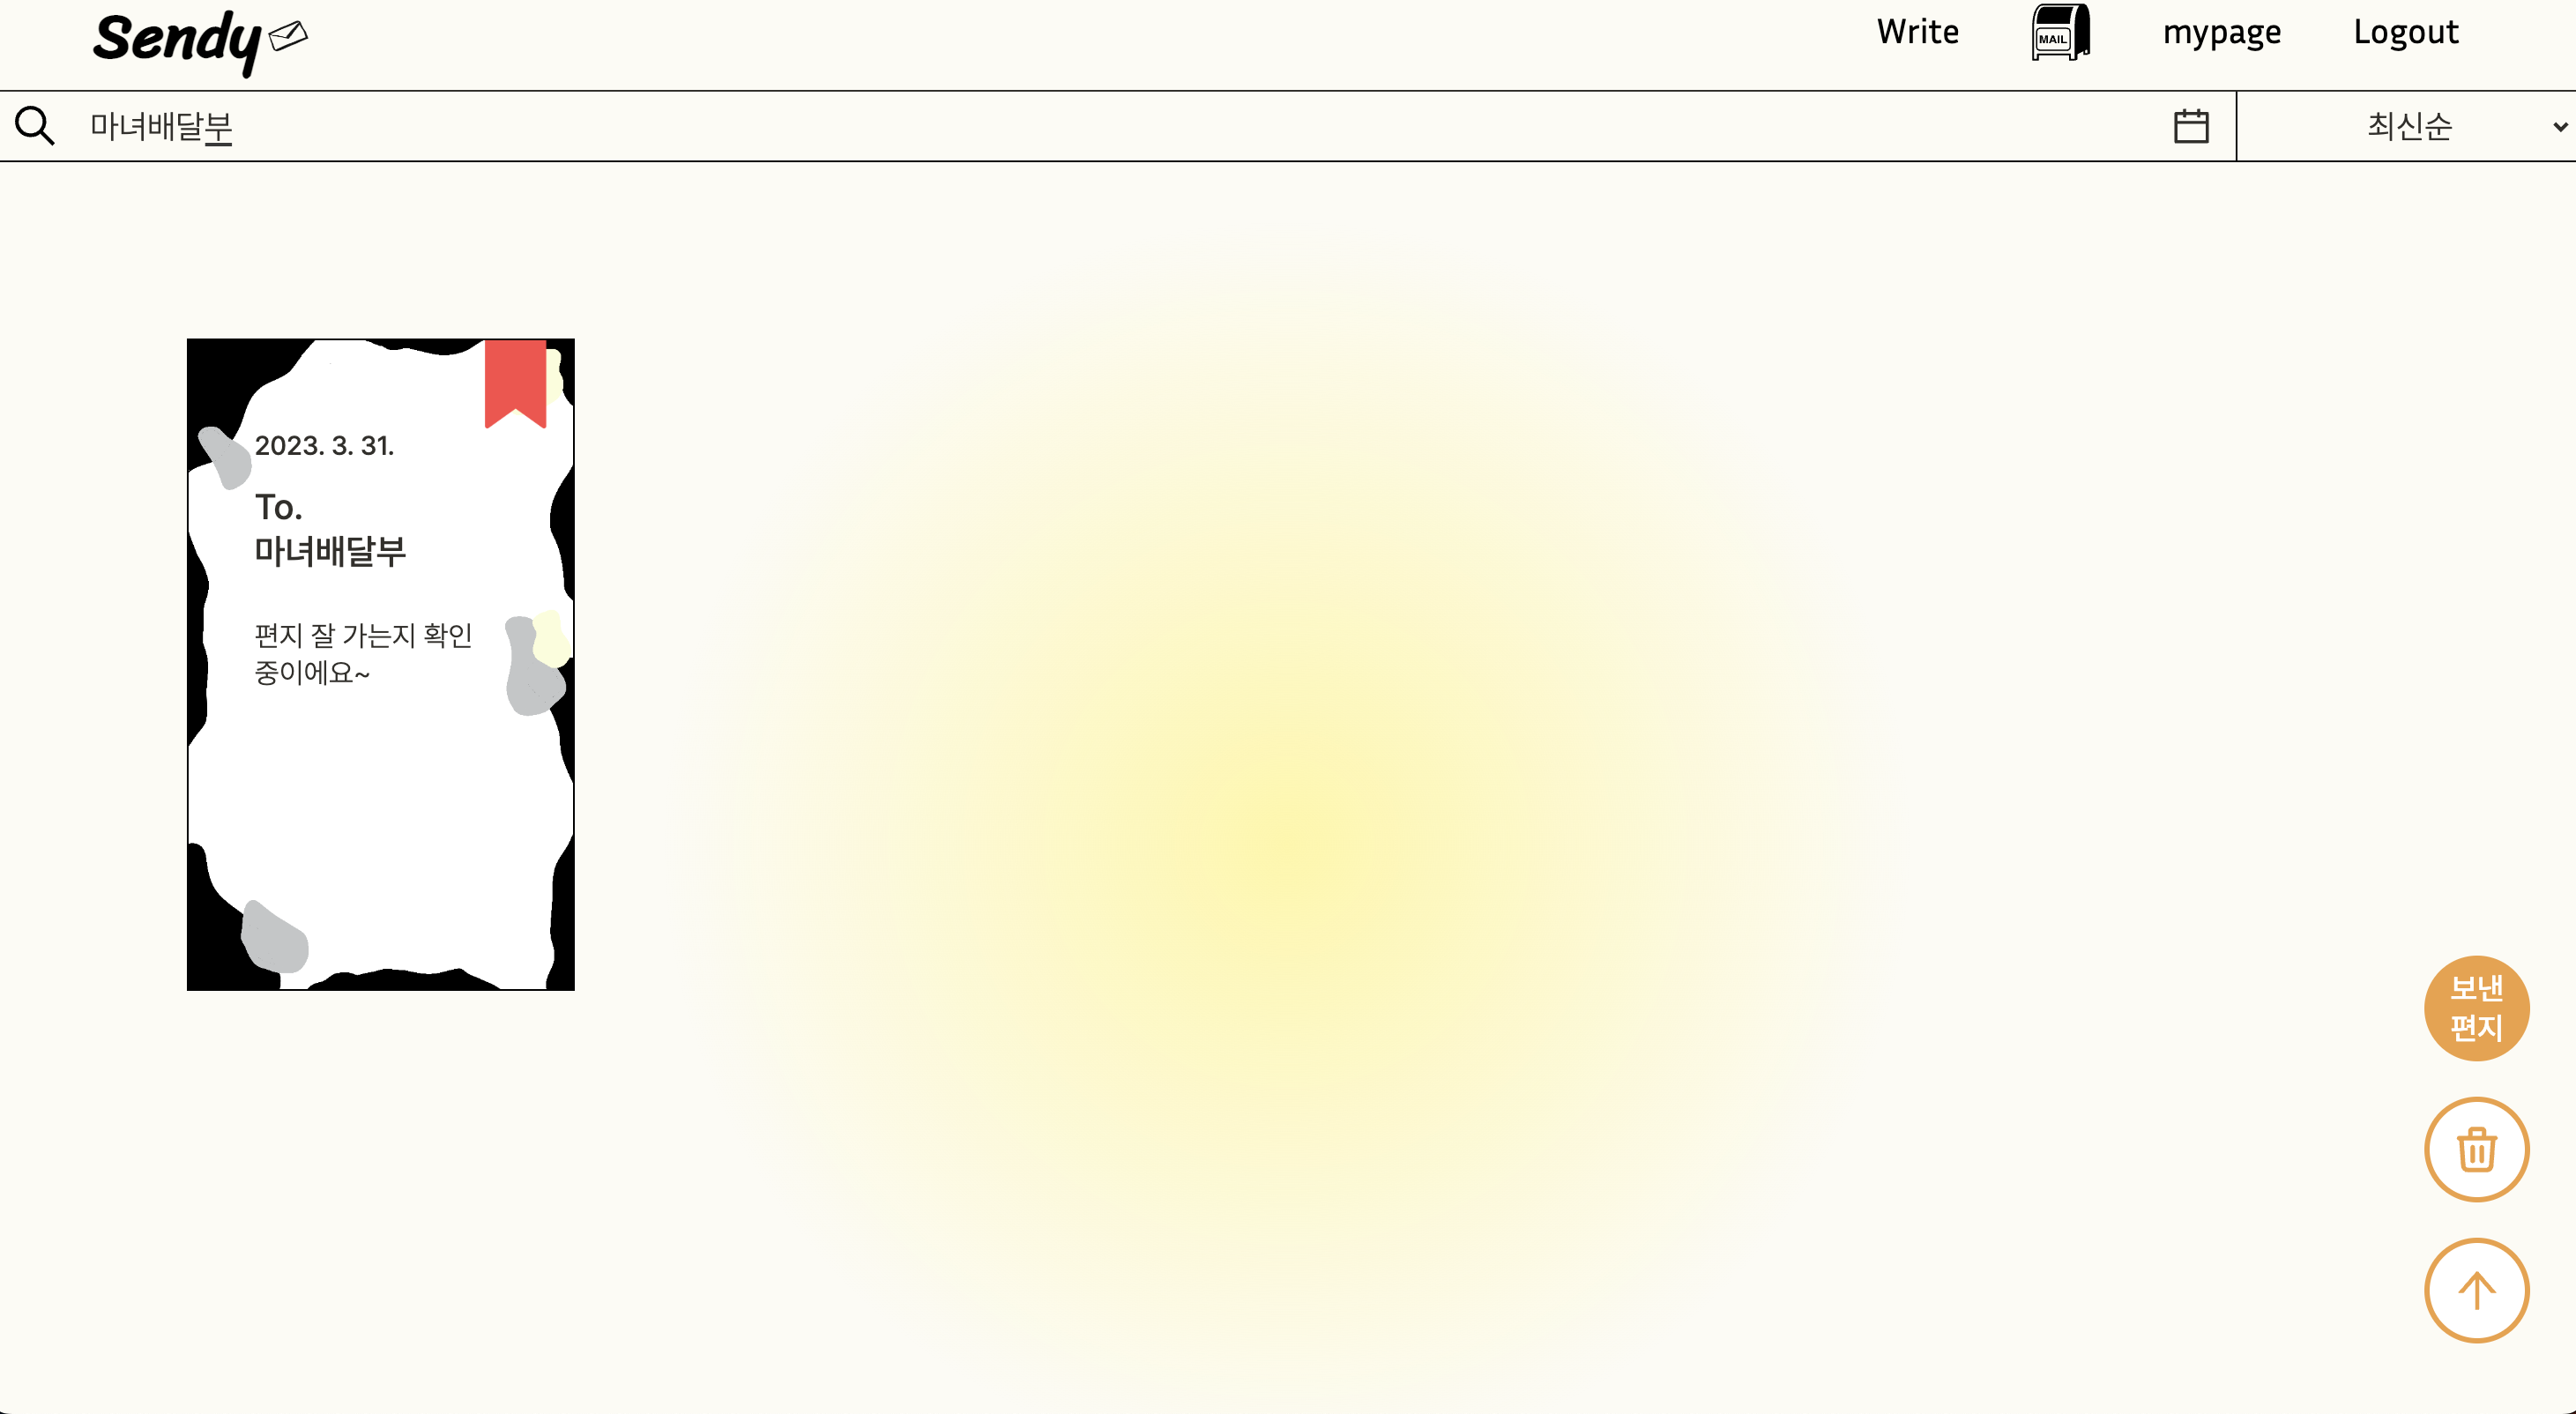 Sendy
Write
MAIL
mypage
Logout
마녀배달부
최신순
2023. 3. 31.
To.
마녀배달부
편지 잘 가는지 확인
중이에요~
보낸
편지